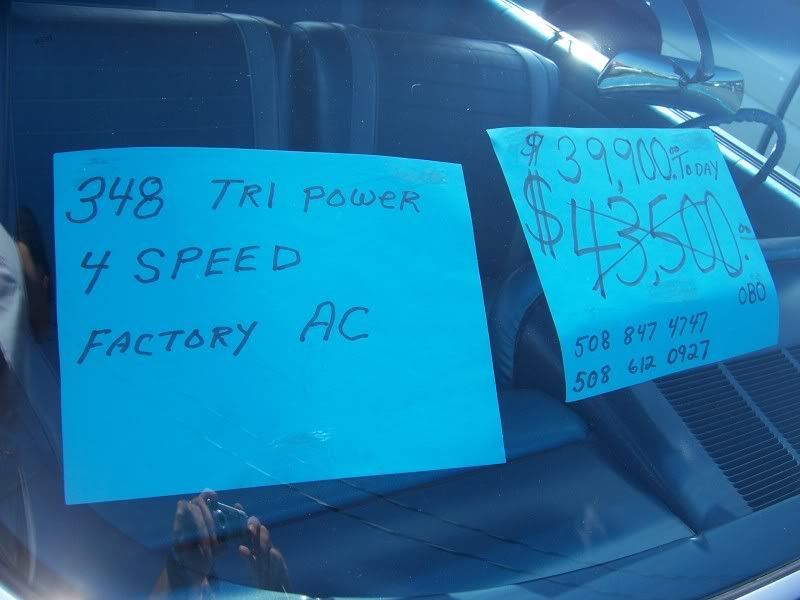 348 TRI POWER
4 SPEED
FACTORY AC
$39,900.00 TODAY
$43,500.00
OBO
508 847 4747
508 612 0927